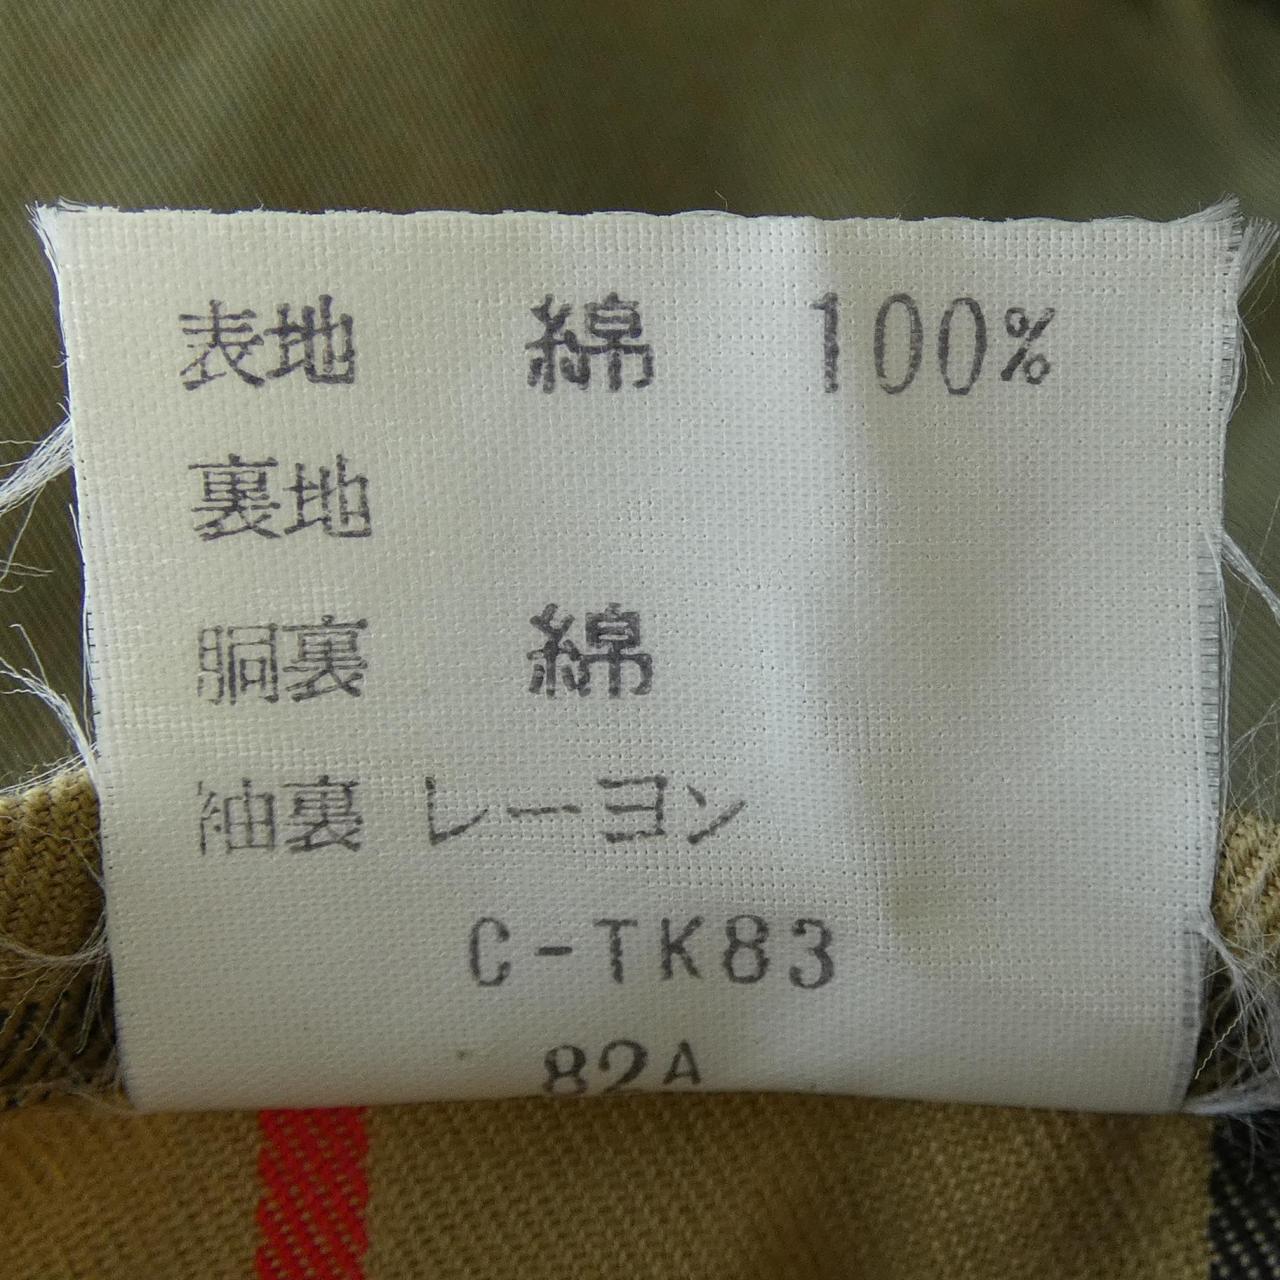 表地 綿 100%
裏地
胴裏 綿
袖裏 レーヨン
C-TK83
82A